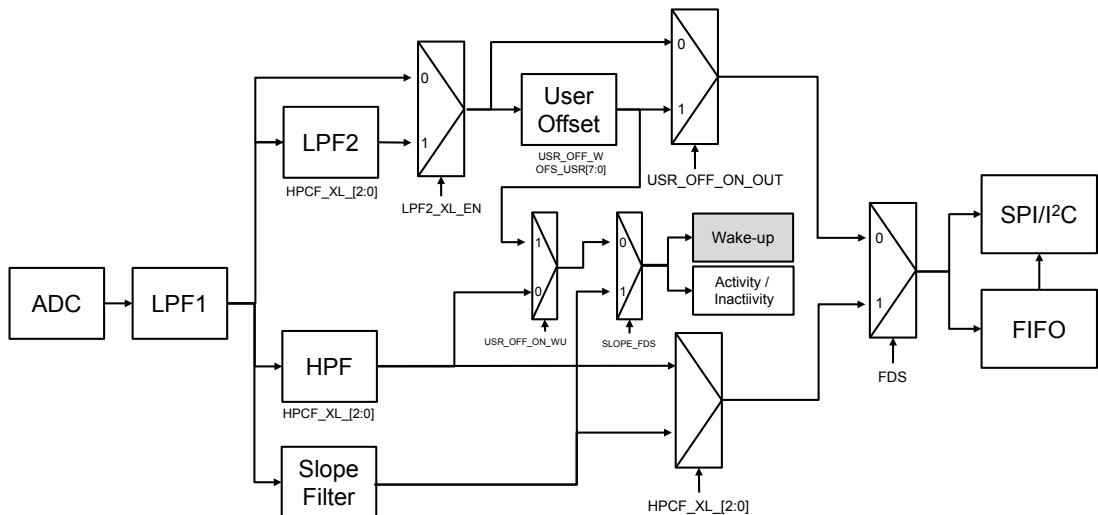 0
1
LPF2
HPCF_XL_[2:0]
LPF2_XL_EN
User
Offset
USR_OFF_W
OFS_USR[7:0]
0
1
USR_OFF_ON_OUT
ADC
LPF1
1
0
USR_OFF_ON_WU
0
1
SLOPE_FDS
Wake-up
Activity /
Inactiivity
HPF
HPCF_XL_[2:0]
Slope
Filter
HPCF_XL_[2:0]
0
1
FDS
SPI/I²C
FIFO